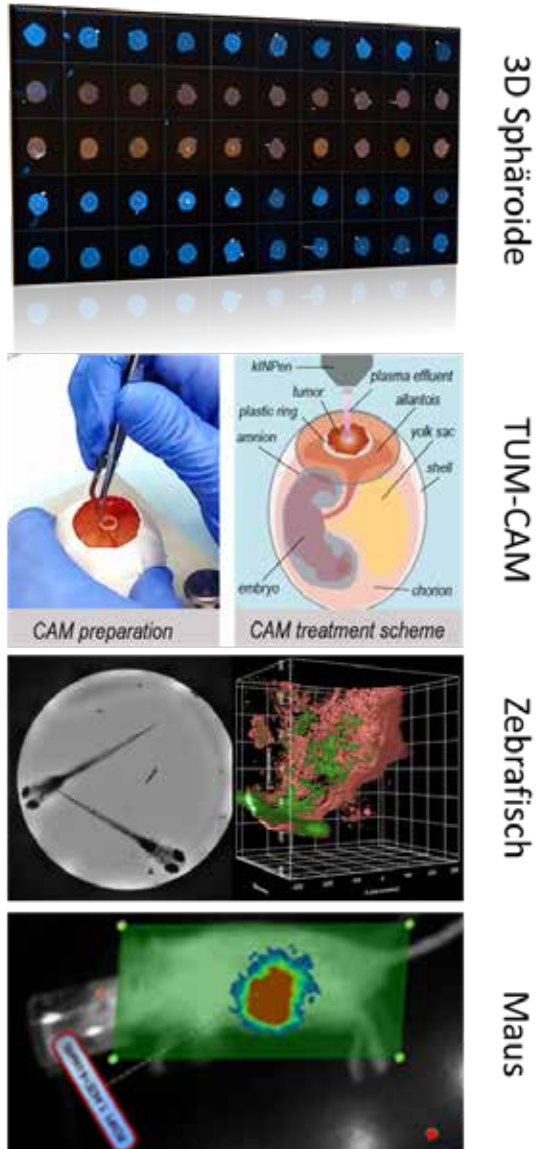 3D Sphäroide
kINPen
plasma effluent
tumor
allantois
plastic ring
yolk sac
amnion
shell
embryo
chorion
CAM preparation
CAM treatment scheme
TUM-CAM
Zebrafisch
Maus